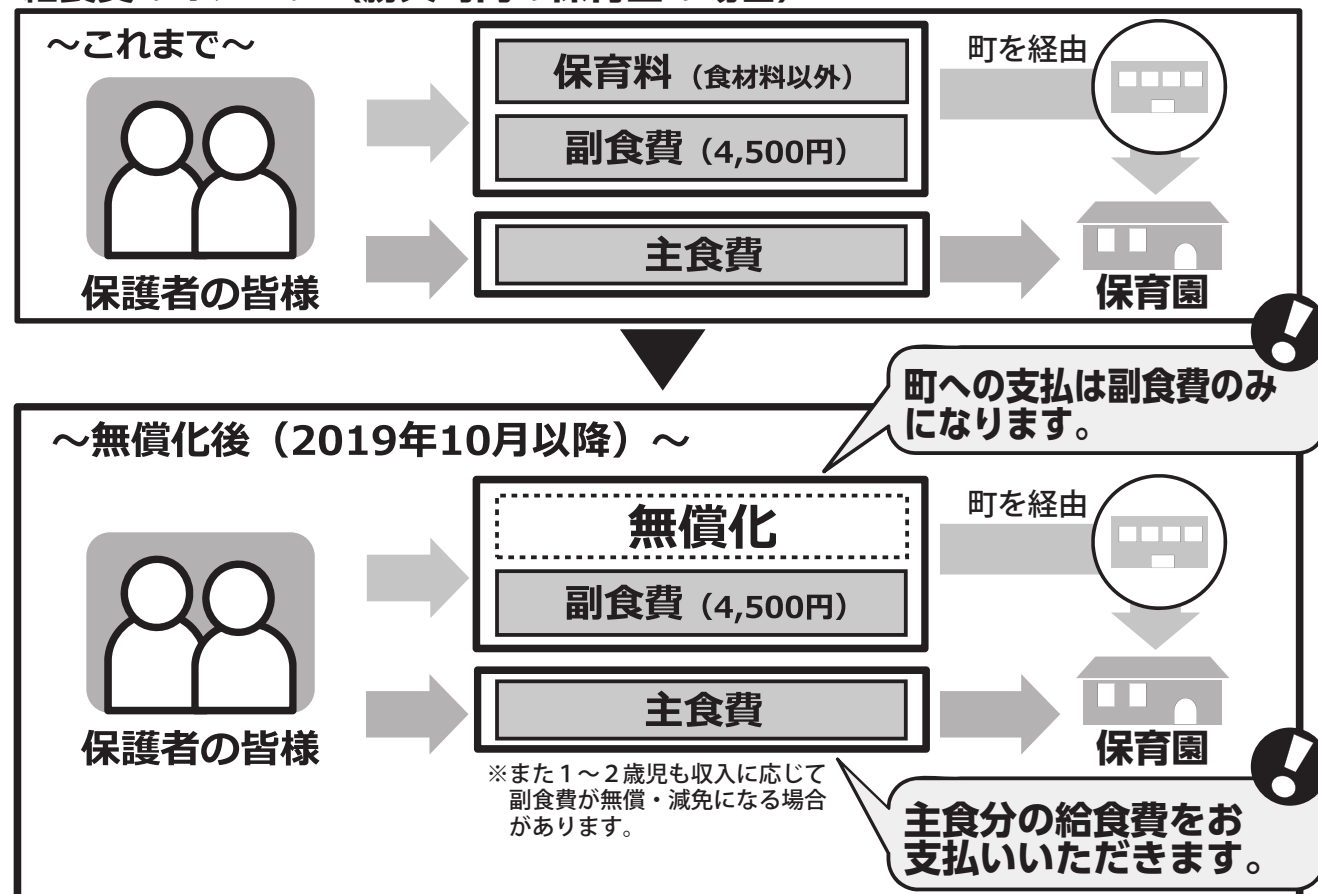 ～これまで～
保育料（食材料以外）
町を経由
副食費（4,500円）
主食費
保護者の皆様
保育園
町への支払は副食費のみ
になります。
～無償化後（2019年10月以降）～
無償化
町を経由
副食費（4,500円）
主食費
保護者の皆様
保育園
※また１～２歳児も収入に応じて
副食費が無償・減免になる場合
があります。
主食分の給食費をお
支払いいただきます。